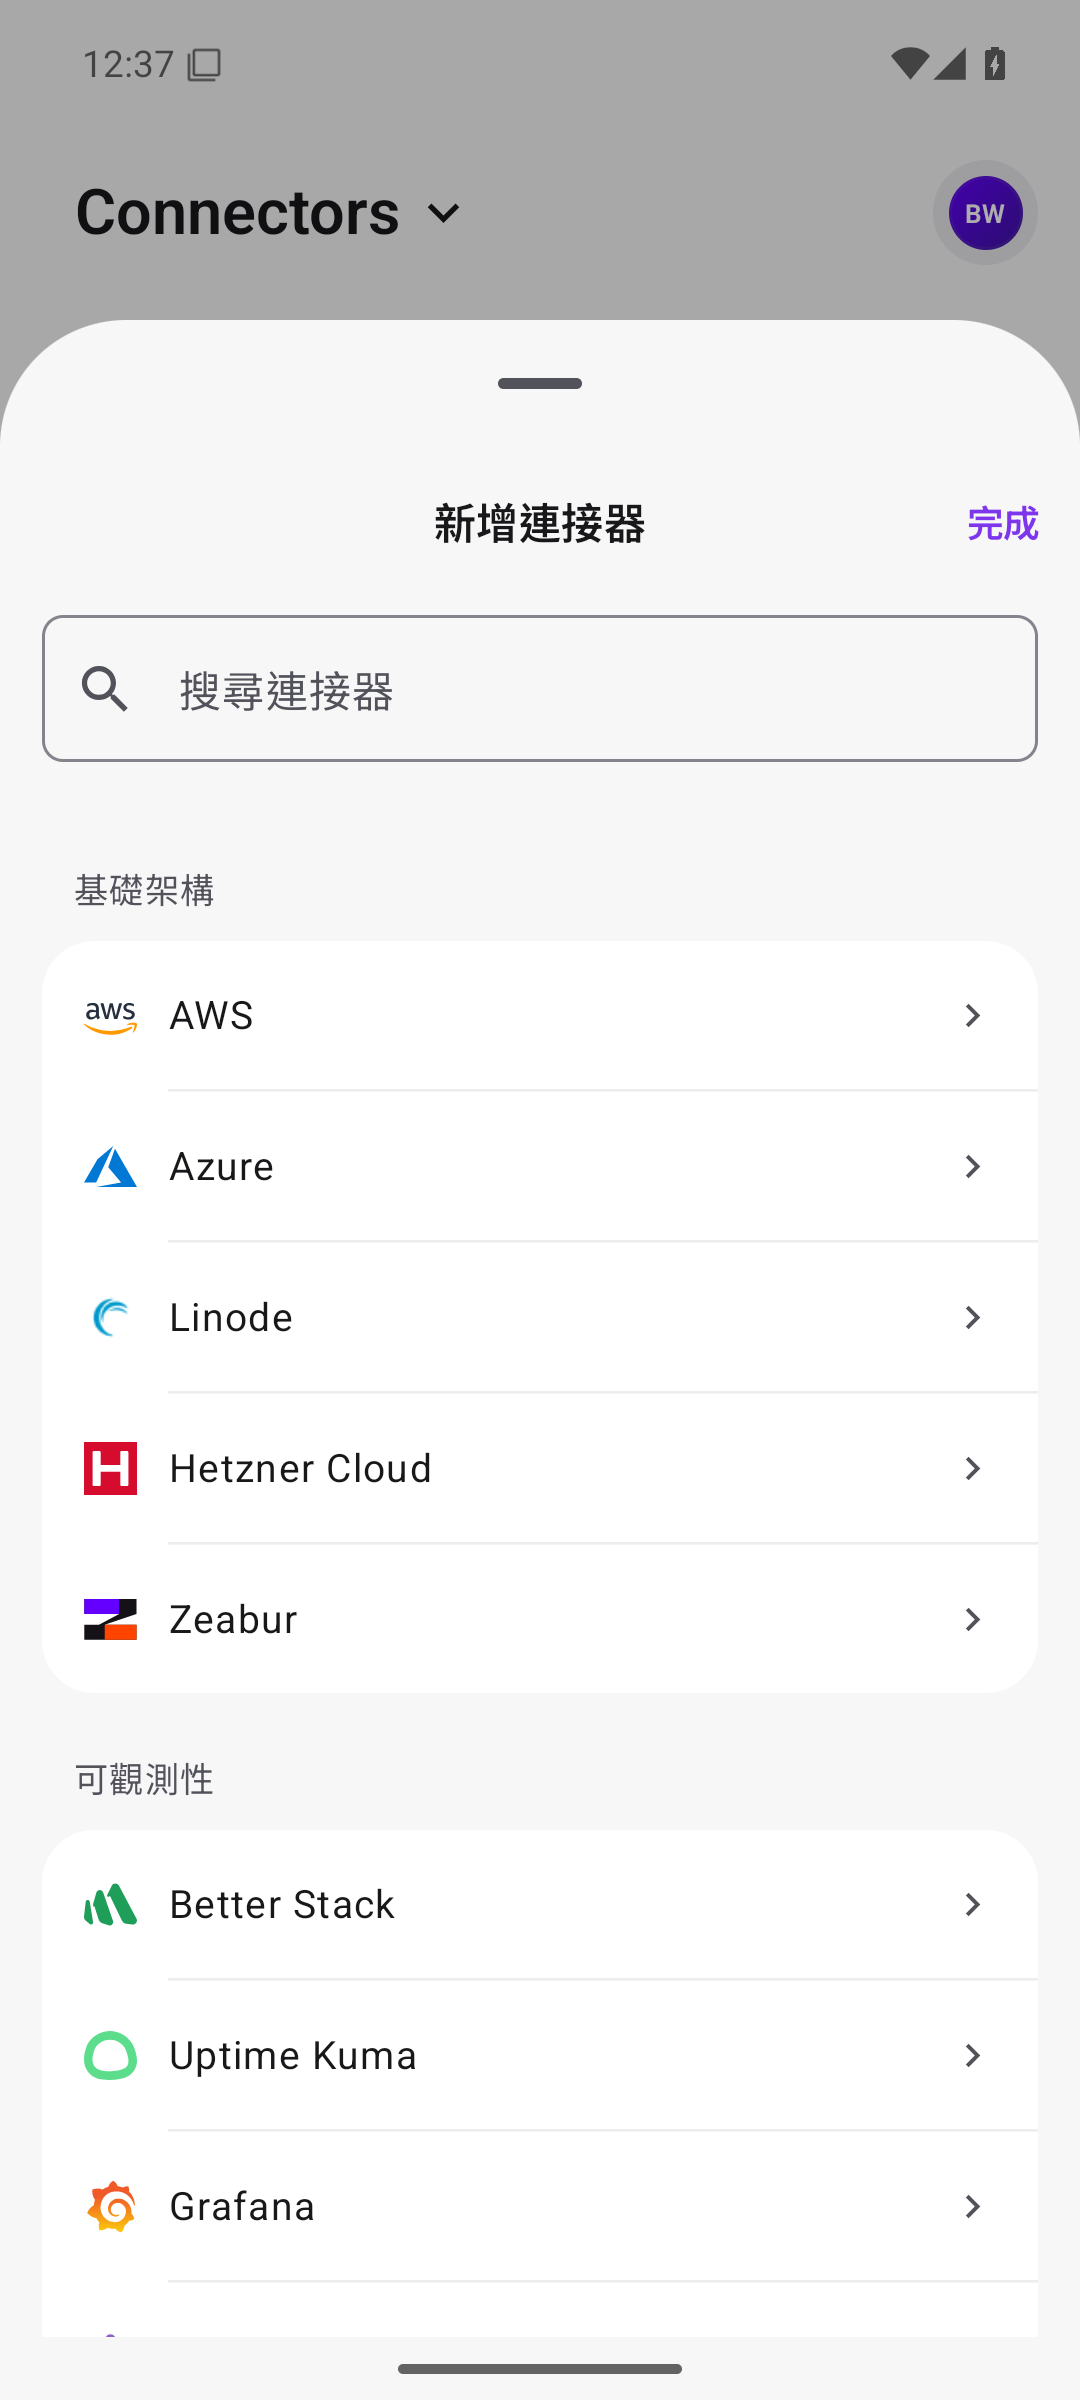 12:37
Connectors
BW
新增連接器
完成
搜尋連接器
基礎架構
aws AWS
Azure
Linode
Hetzner Cloud
Zeabur
可觀測性
Better Stack
Uptime Kuma
Grafana